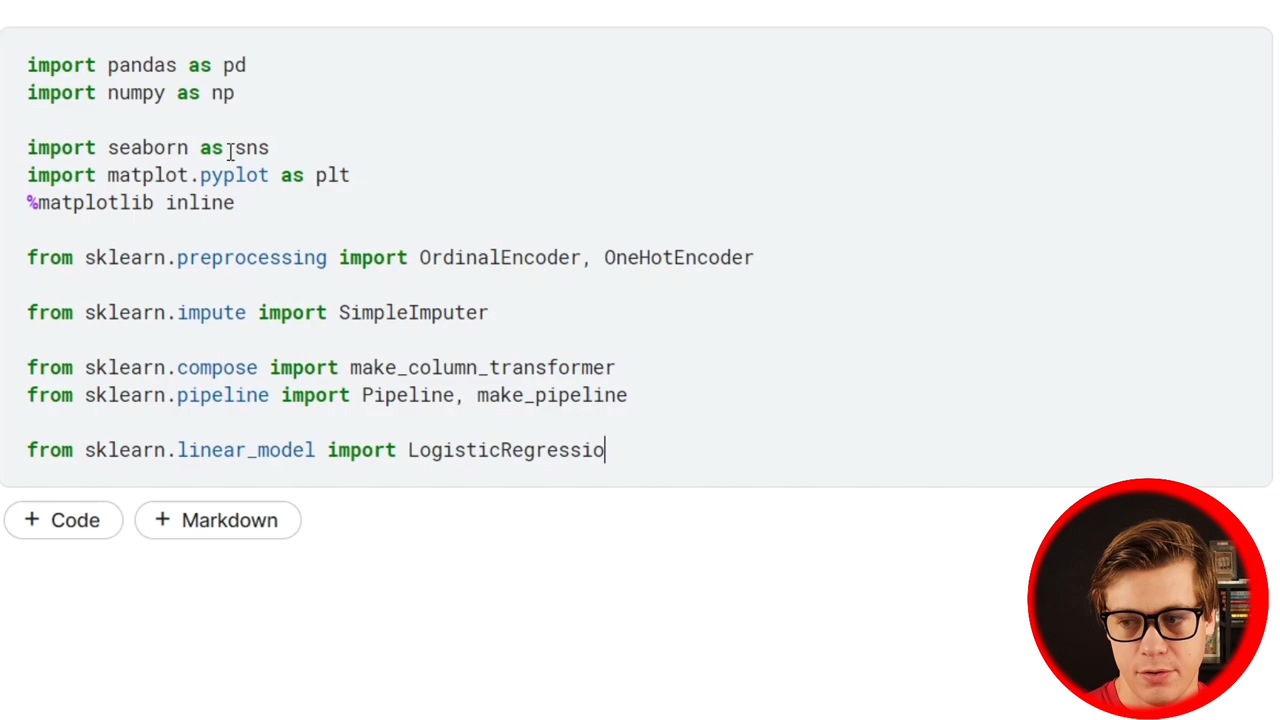 import pandas as pd
import numpy as np
import seaborn as sns
import matplot.pyplot as plt
%matplotlib inline
from sklearn.preprocessing import OrdinalEncoder, OneHotEncoder
from sklearn.impute import SimpleImputer
from sklearn.compose import make_column_transformer
from sklearn.pipeline import Pipeline, make_pipeline
from sklearn.linear_model import LogisticRegressio
+ Code + Markdown